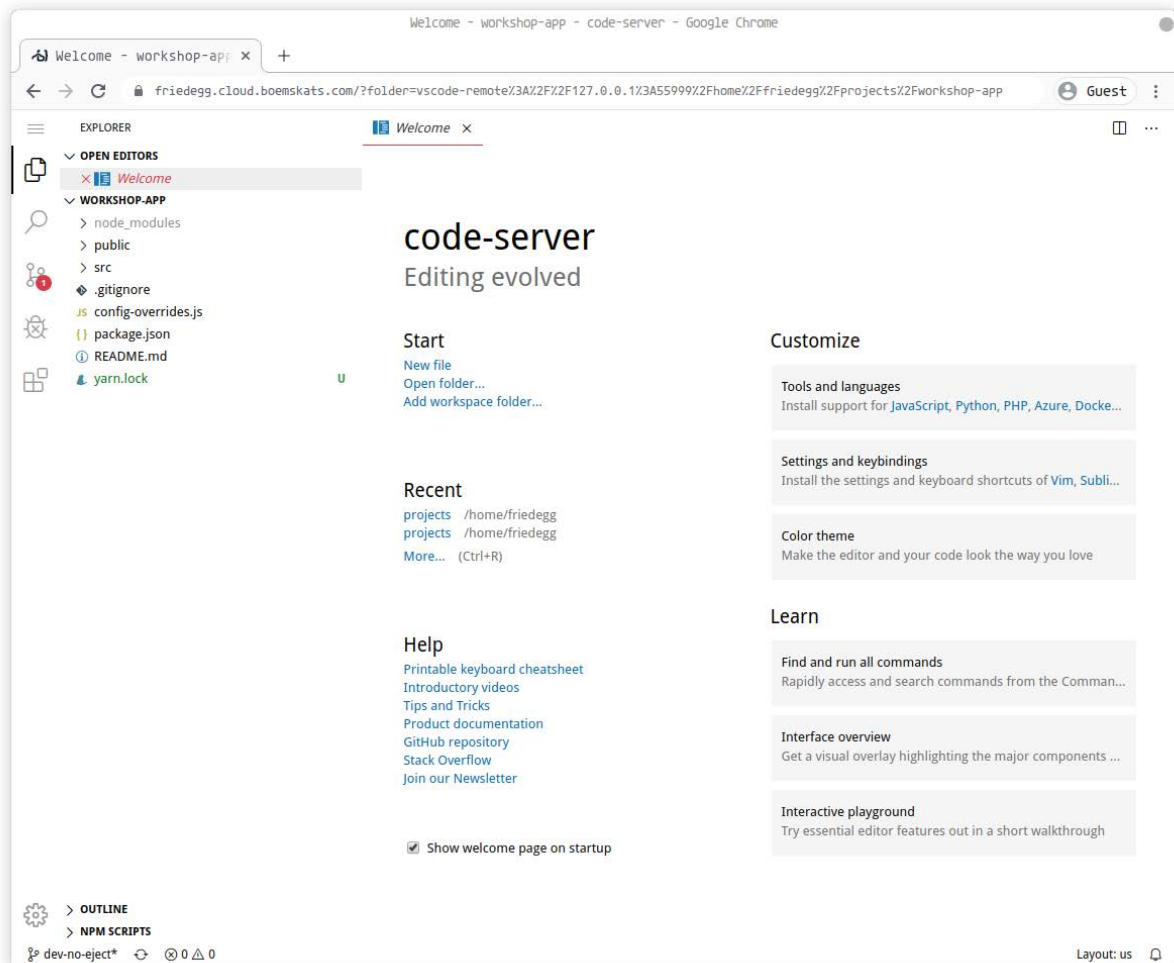 Welcome - workshop-app - code-server - Google Chrome
Welcome - workshop-app
friedegg.cloud.boemskats.com/?folder=vscode-remote%3A%2F%2F127.0.0.1%3A55999%2Fhome%2Ffriedegg%2Fprojects%2Fworkshop-app
Guest
EXPLORER
OPEN EDITORS
Welcome
WORKSHOP-APP
node_modules
public
src
.gitignore
JS config-overrides.js
{} package.json
README.md
yarn.lock U
1
Welcome
code-server
Editing evolved
Start
New file
Open folder...
Add workspace folder...
Recent
projects /home/friedegg
projects /home/friedegg
More... (Ctrl+R)
Help
Printable keyboard cheatsheet
Introductory videos
Tips and Tricks
Product documentation
GitHub repository
Stack Overflow
Join our Newsletter
Show welcome page on startup
Customize
Tools and languages
Install support for JavaScript, Python, PHP, Azure, Docke...
Settings and keybindings
Install the settings and keyboard shortcuts of Vim, Subli...
Color theme
Make the editor and your code look the way you love
Learn
Find and run all commands
Rapidly access and search commands from the Comman...
Interface overview
Get a visual overlay highlighting the major components ...
Interactive playground
Try essential editor features out in a short walkthrough
OUTLINE
NPM SCRIPTS
dev-no-eject* 0 0
Layout: us